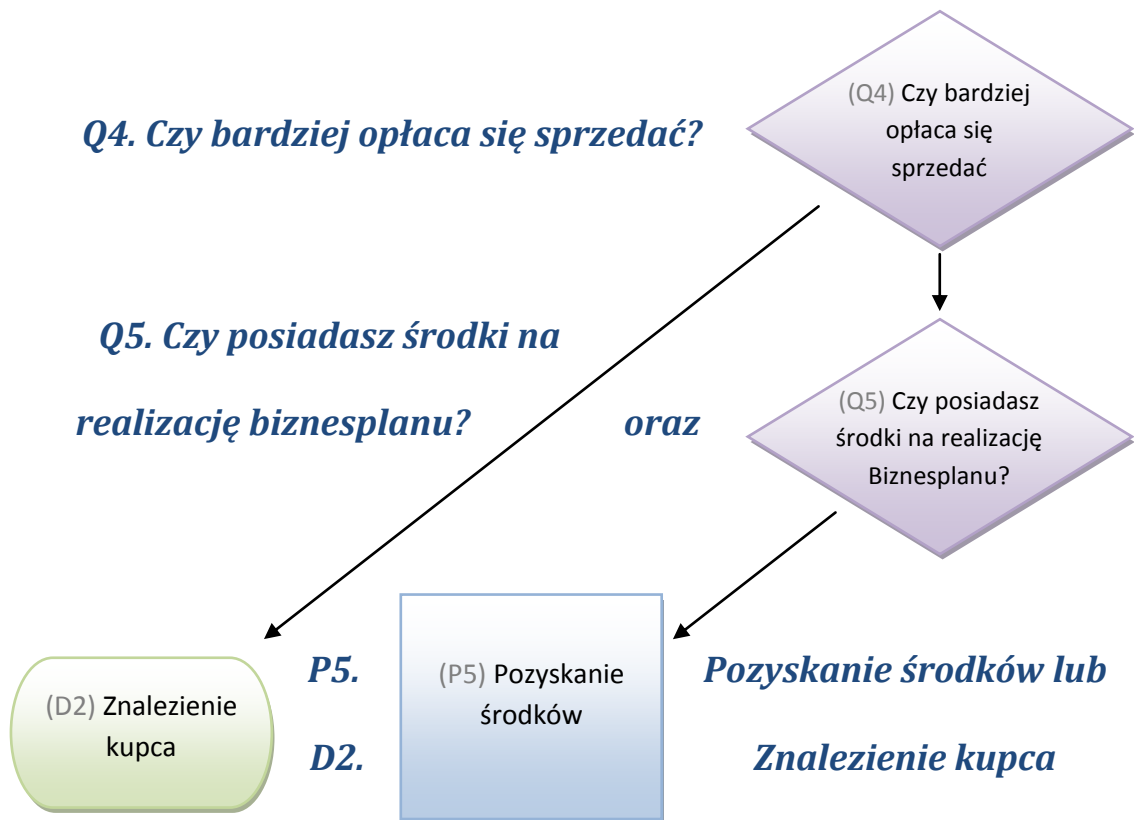 (Q4) Czy bardziej
opłaca się
sprzedać
Q4. Czy bardziej opłaca się sprzedać?
Q5. Czy posiadasz środki na
realizację biznesplanu? oraz
(Q5) Czy posiadasz
środki na realizację
Biznesplanu?
(D2) Znalezienie
kupca
(P5) Pozyskanie
środków
P5. Pozyskanie środków lub
D2. Znalezienie kupca